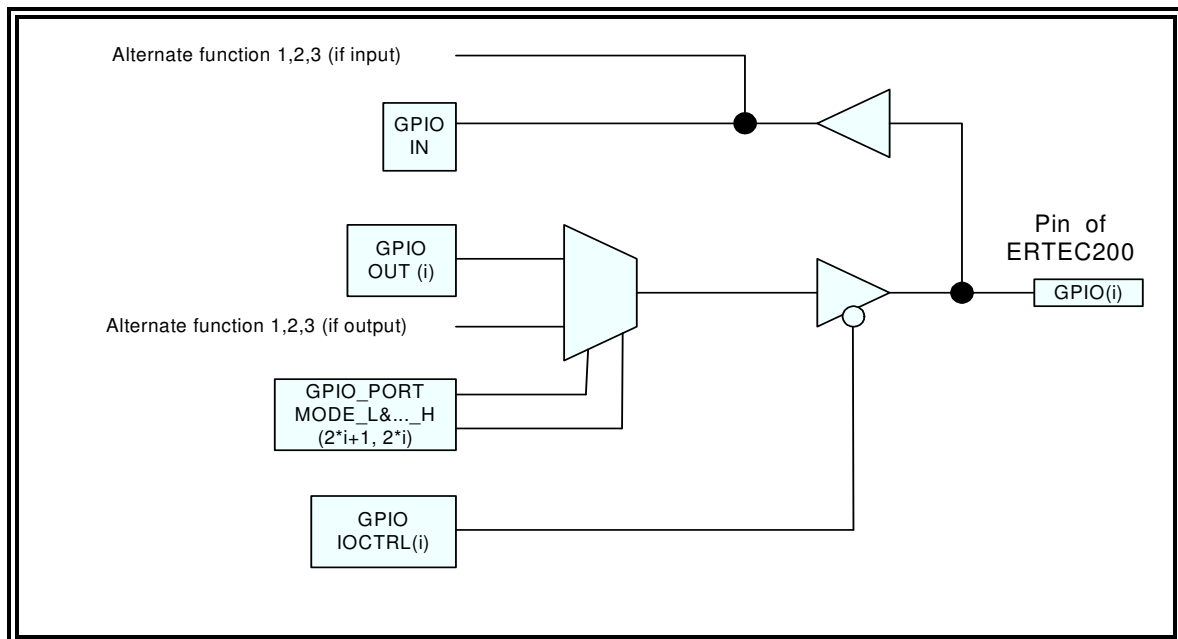 Alternate function 1,2,3 (if input)
GPIO
IN
GPIO
OUT (i)
Pin of
ERTEC200
GPIO(i)
Alternate function 1,2,3 (if output)
GPIO_PORT
MODE_L&..._H
(2*i+1, 2*i)
GPIO
IOCTRL(i)